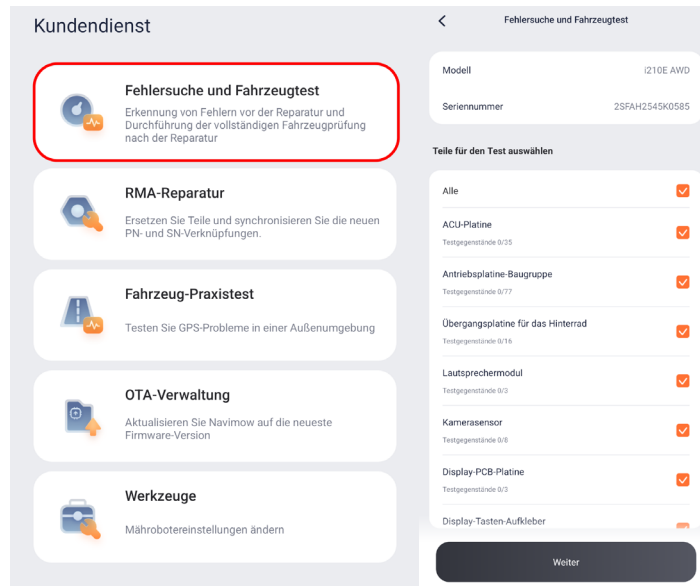 Kundendienst
Fehlersuche und Fahrzeugtest
Erkennung von Fehlern vor der Reparatur und
Durchführung der vollständigen Fahrzeugprüfung
nach der Reparatur
RMA-Reparatur
Ersetzen Sie Teile und synchronisieren Sie die neuen
PN- und SN-Verknüpfungen.
Fahrzeug-Praxistest
Testen Sie GPS-Probleme in einer Außenumgebung
OTA-Verwaltung
Aktualisieren Sie Navimow auf die neueste
Firmware-Version
Werkzeuge
Mährobotereinstellungen ändern
Fehlersuche und Fahrzeugtest
Modell i210E AWD
Seriennummer 2SFAH2545K0585
Teile für den Test auswählen
Alle
ACU-Platine
Testgegenstände 0/35
Antriebsplatine-Baugruppe
Testgegenstände 0/77
Übergangsplatine für das Hinterrad
Testgegenstände 0/16
Lautsprechermodul
Testgegenstände 0/3
Kamerasensor
Testgegenstände 0/8
Display-PCB-Platine
Testgegenstände 0/3
Display-Tasten-Aufkleber
Weiter